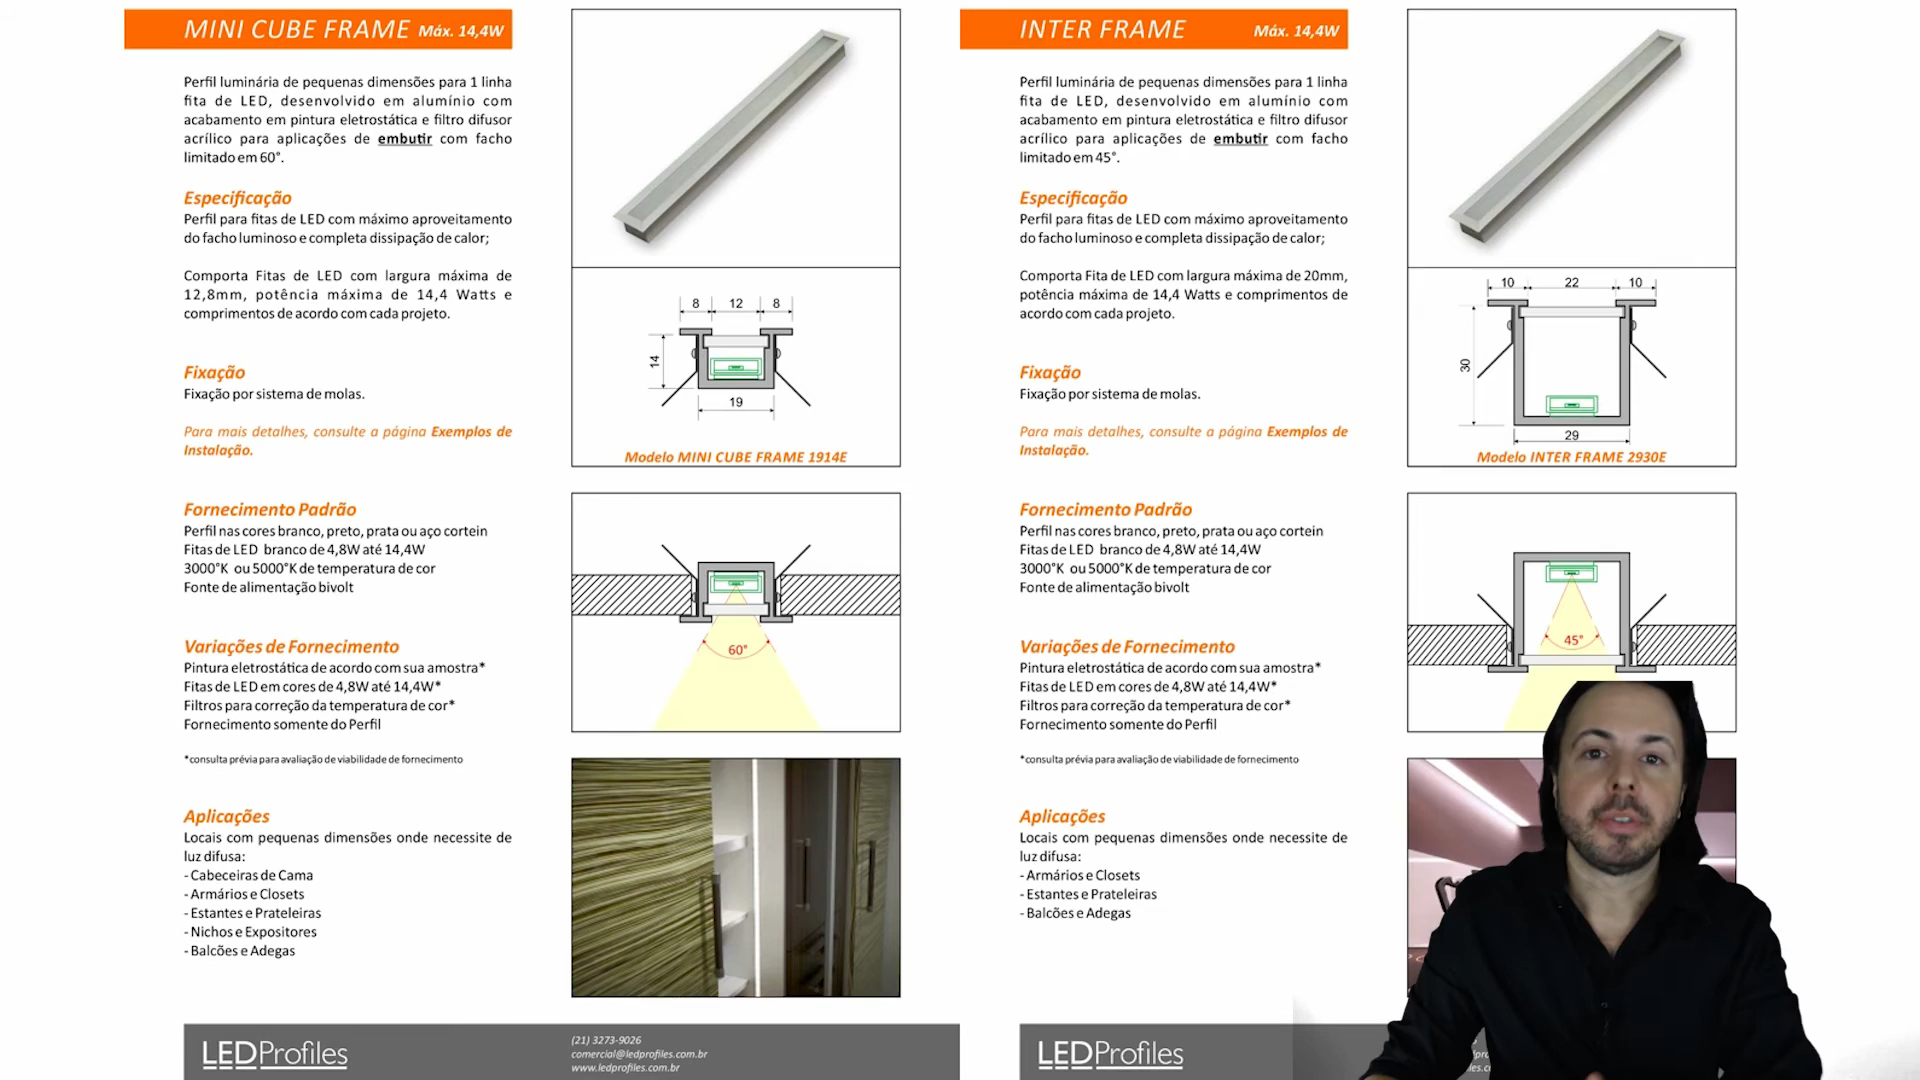 MINI CUBE FRAME Máx. 14,4W
Perfil luminária de pequenas dimensões para 1 linha
fita de LED, desenvolvido em alumínio com
acabamento em pintura eletrostática e filtro difusor
acrílico para aplicações de embutir com facho
limitado em 60°.
Especificação
Perfil para fitas de LED com máximo aproveitamento
do facho luminoso e completa dissipação de calor;
Comporta Fitas de LED com largura máxima de
12,8mm, potência máxima de 14,4 Watts e
comprimentos de acordo com cada projeto.
Fixação
Fixação por sistema de molas.
Para mais detalhes, consulte a página Exemplos de
Instalação.
Fornecimento Padrão
Perfil nas cores branco, preto, prata ou aço cortein
Fitas de LED branco de 4,8W até 14,4W
3000°K ou 5000°K de temperatura de cor
Fonte de alimentação bivolt
Variações de Fornecimento
Pintura eletrostática de acordo com sua amostra*
Fitas de LED em cores de 4,8W até 14,4W*
Filtros para correção da temperatura de cor*
Fornecimento somente do Perfil
*consulta prévia para avaliação de viabilidade de fornecimento
Aplicações
Locais com pequenas dimensões onde necessite de
luz difusa:
- Cabeceiras de Cama
- Armários e Closets
- Estantes e Prateleiras
- Nichos e Expositores
- Balcões e Adegas
8 12 8
14
19
Modelo MINI CUBE FRAME 1914E
60°
LEDProfiles
(21) 3273-9026
comercial@ledprofiles.com.br
www.ledprofiles.com.br
INTER FRAME Máx. 14,4W
Perfil luminária de pequenas dimensões para 1 linha
fita de LED, desenvolvido em alumínio com
acabamento em pintura eletrostática e filtro difusor
acrílico para aplicações de embutir com facho
limitado em 45°.
Especificação
Perfil para fitas de LED com máximo aproveitamento
do facho luminoso e completa dissipação de calor;
Comporta Fita de LED com largura máxima de 20mm,
potência máxima de 14,4 Watts e comprimentos de
acordo com cada projeto.
Fixação
Fixação por sistema de molas.
Para mais detalhes, consulte a página Exemplos de
Instalação.
Fornecimento Padrão
Perfil nas cores branco, preto, prata ou aço cortein
Fitas de LED branco de 4,8W até 14,4W
3000°K ou 5000°K de temperatura de cor
Fonte de alimentação bivolt
Variações de Fornecimento
Pintura eletrostática de acordo com sua amostra*
Fitas de LED em cores de 4,8W até 14,4W*
Filtros para correção da temperatura de cor*
Fornecimento somente do Perfil
*consulta prévia para avaliação de viabilidade de fornecimento
Aplicações
Locais com pequenas dimensões onde necessite de
luz difusa:
- Armários e Closets
- Estantes e Prateleiras
- Balcões e Adegas
10 22 10
30
29
Modelo INTER FRAME 2930E
45°
LEDProfiles